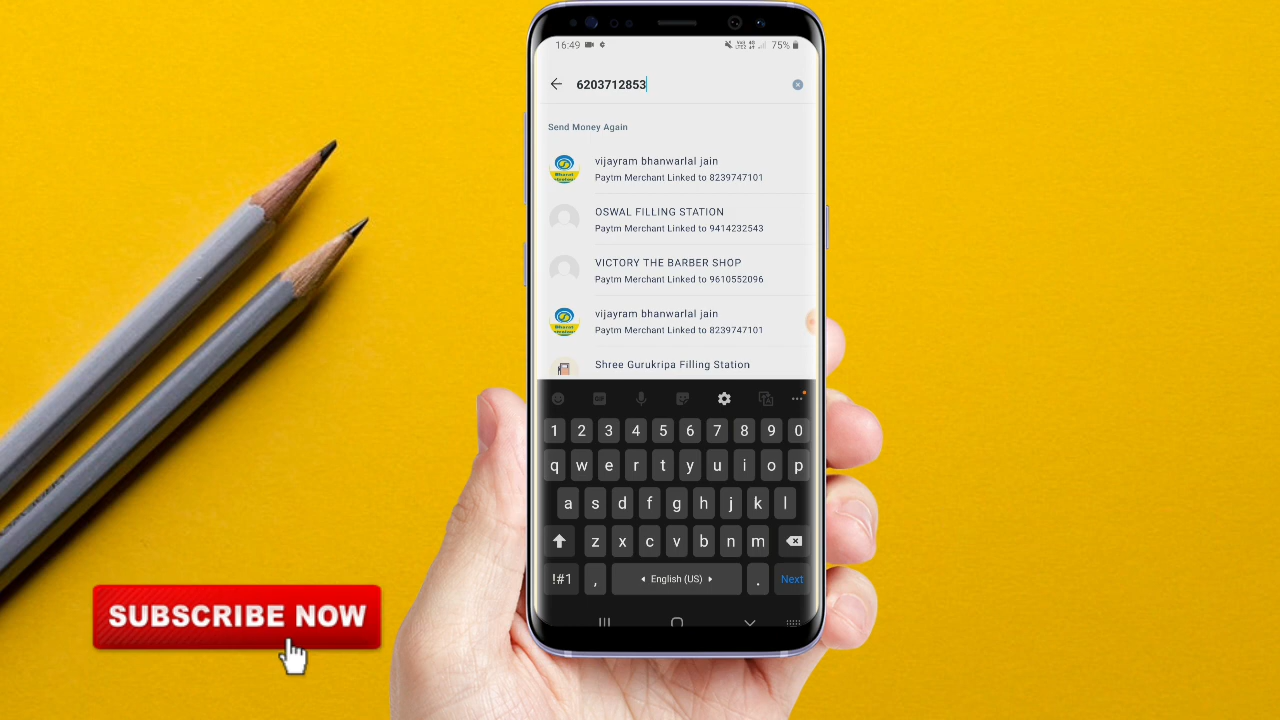 16:49
75%
6203712853
Send Money Again
vijayram bhanwarlal jain
Paytm Merchant Linked to 8239747101
OSWAL FILLING STATION
Paytm Merchant Linked to 9414232543
VICTORY THE BARBER SHOP
Paytm Merchant Linked to 9610552096
vijayram bhanwarlal jain
Paytm Merchant Linked to 8239747101
Shree Gurukripa Filling Station
GIF
1 2 3 4 5 6 7 8 9 0
q w e r t y u i o p
a s d f g h j k l
z x c v b n m
!#1 , English (US) . Next
SUBSCRIBE NOW